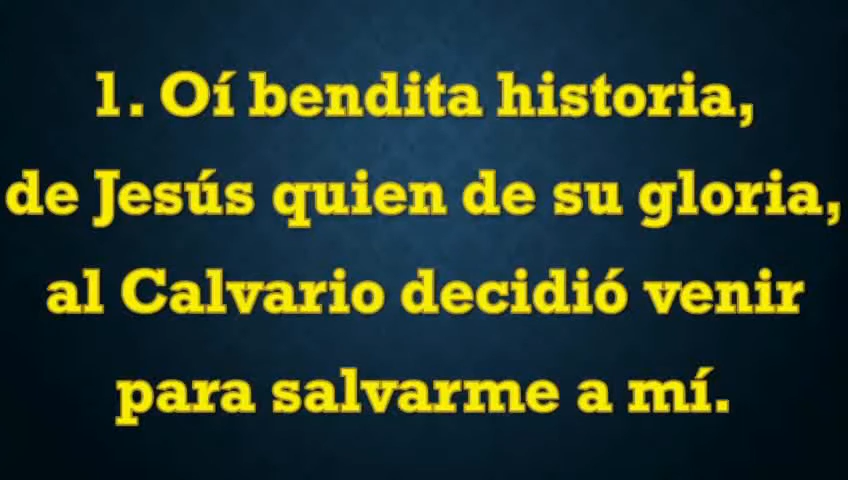 1. Oí bendita historia,
de Jesús quien de su gloria,
al Calvario decidió venir
para salvarme a mí.